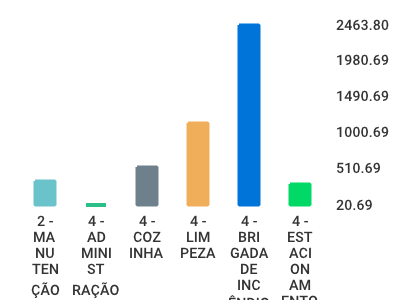 2463.80
1980.69
1490.69
1000.69
510.69
20.69
2 -
MA
NU
TEN
ÇÃO
4 -
AD
MINI
ST
RAÇÃO
4 -
COZ
INHA
4 -
LIM
PEZA
4 -
BRI
GADA
DE
INC
ÊNDIO
4 -
EST
ACI
ON
AM
ENTO